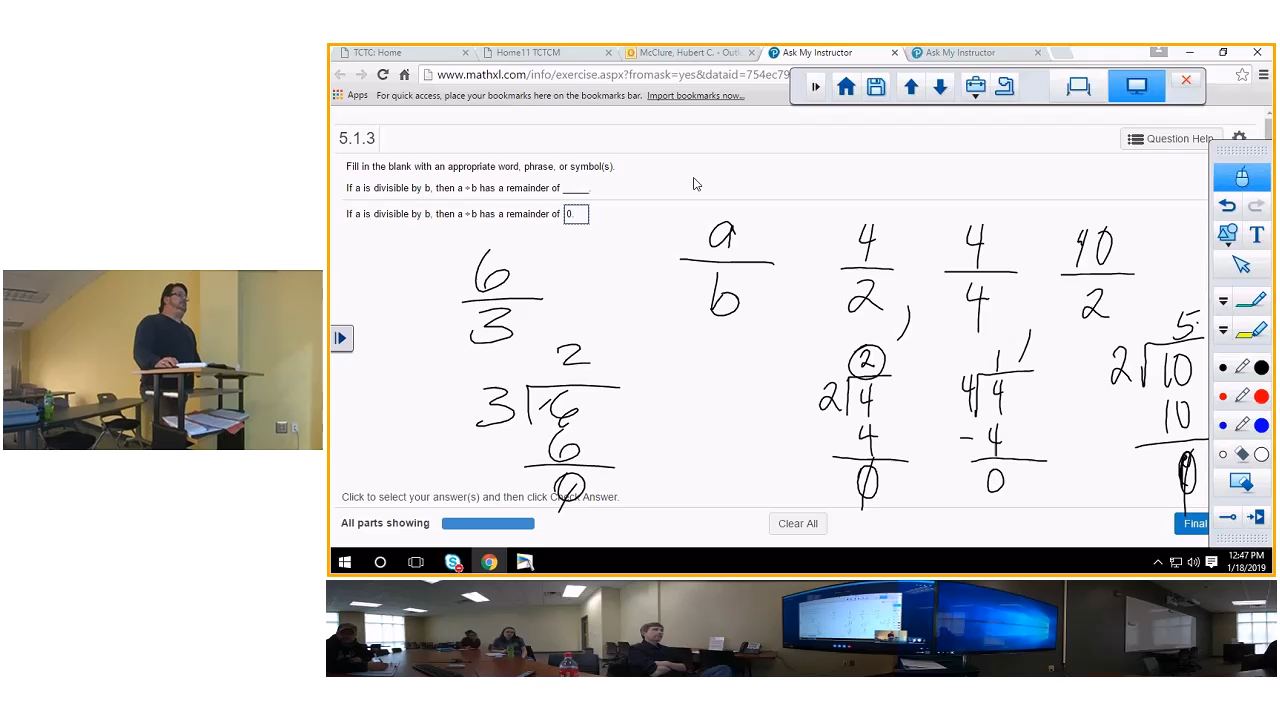 TCTC: Home × Home11 TCTCM × McClure, Hubert C. - Outl × Ask My Instructor × Ask My Instructor ×
www.mathxl.com/info/exercise.aspx?fromask=yes&dataid=754ec79
Apps For quick access, place your bookmarks here on the bookmarks bar. Import bookmarks now...
5.1.3
Question Help
Fill in the blank with an appropriate word, phrase, or symbol(s).
If a is divisible by b, then a ÷ b has a remainder of _____.
If a is divisible by b, then a ÷ b has a remainder of 0.
T
a 4 4 10
6
b 2 , 4 2
3
5.
2 2 1 ,
2 10
3 6 2 4 4 4
6 4 - 4 10
0 0 0 0
Click to select your answer(s) and then click Check Answer.
All parts showing
Clear All
Final
12:47 PM
1/18/2019